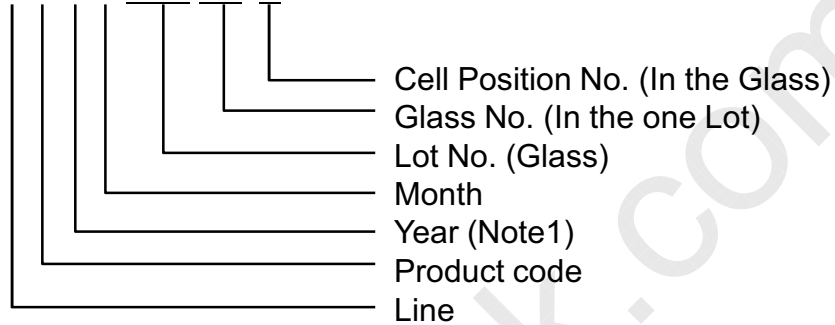 Cell Position No. (In the Glass)
Glass No. (In the one Lot)
Lot No. (Glass)
Month
Year (Note1)
Product code
Line